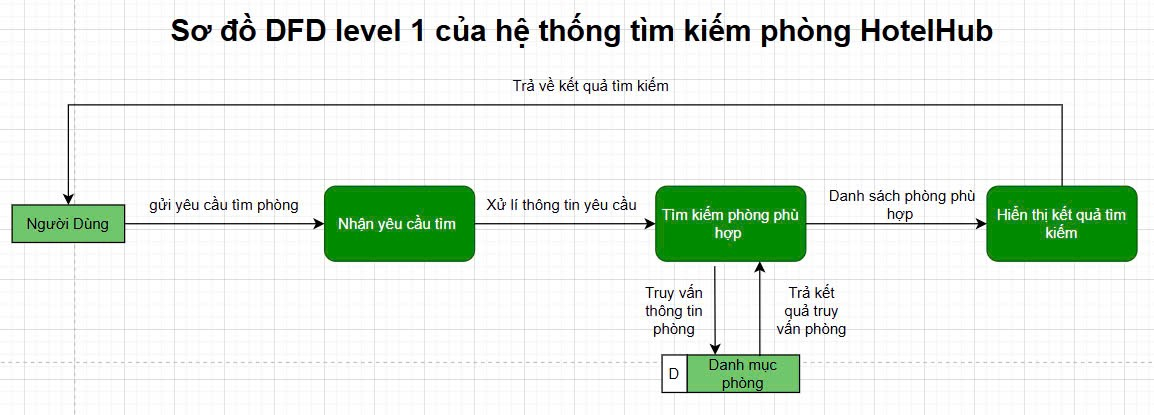 Sơ đồ DFD level 1 của hệ thống tìm kiếm phòng HotelHub
Trả về kết quả tìm kiếm
Người Dùng
gửi yêu cầu tìm phòng
Nhận yêu cầu tìm
Xử lí thông tin yêu cầu
Tìm kiếm phòng phù
hợp
Danh sách phòng phù
hợp
Hiển thị kết quả tìm
kiếm
Truy vấn
thông tin
phòng
Trả kết
quả truy
vấn phòng
D
Danh mục
phòng